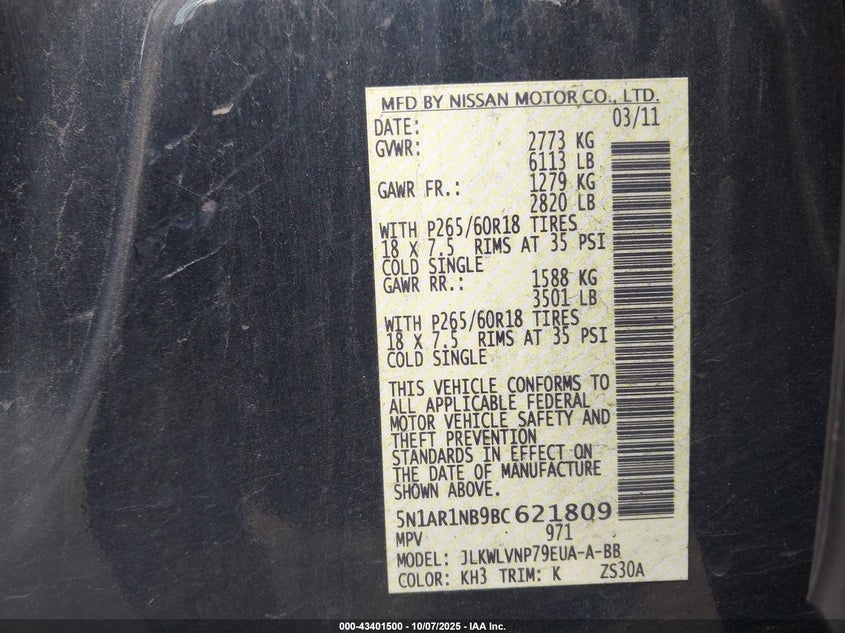 MFD BY NISSAN MOTOR CO., LTD.
DATE: 03/11
GVWR: 2773 KG
6113 LB
GAWR FR.: 1279 KG
2820 LB
WITH P265/60R18 TIRES
18 X 7.5 RIMS AT 35 PSI
COLD SINGLE
GAWR RR.: 1588 KG
3501 LB
WITH P265/60R18 TIRES
18 X 7.5 RIMS AT 35 PSI
COLD SINGLE
THIS VEHICLE CONFORMS TO
ALL APPLICABLE FEDERAL
MOTOR VEHICLE SAFETY AND
THEFT PREVENTION
STANDARDS IN EFFECT ON
THE DATE OF MANUFACTURE
SHOWN ABOVE.
5N1AR1NB9BC621809
MPV 971
MODEL: JLKWLVNP79EUA-A-BB
COLOR: KH3 TRIM: K ZS30A
000-43401500 - 10/07/2025 - IAA Inc.